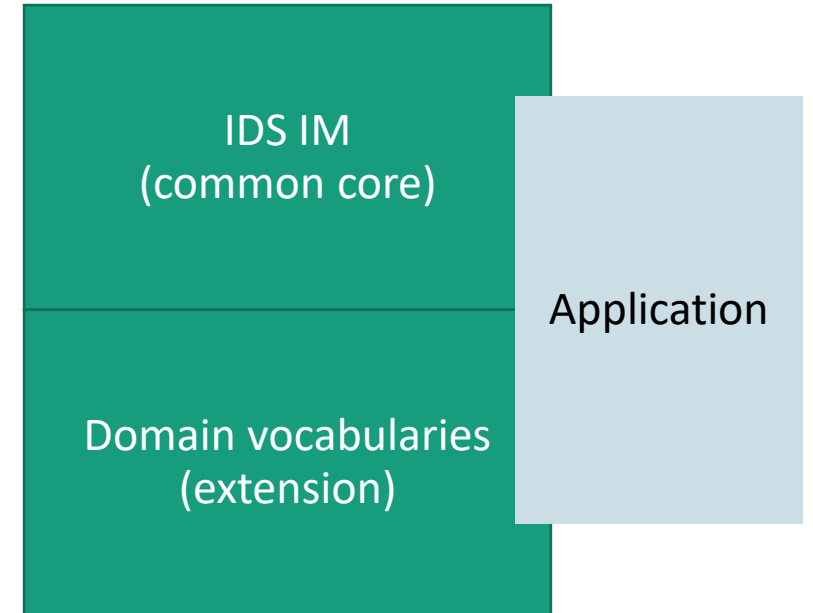 IDS IM
(common core)
Application
Domain vocabularies
(extension)